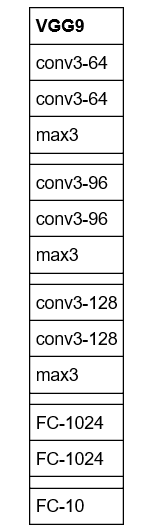 VGG9
conv3-64
conv3-64
max3
conv3-96
conv3-96
max3
conv3-128
conv3-128
max3
FC-1024
FC-1024
FC-10